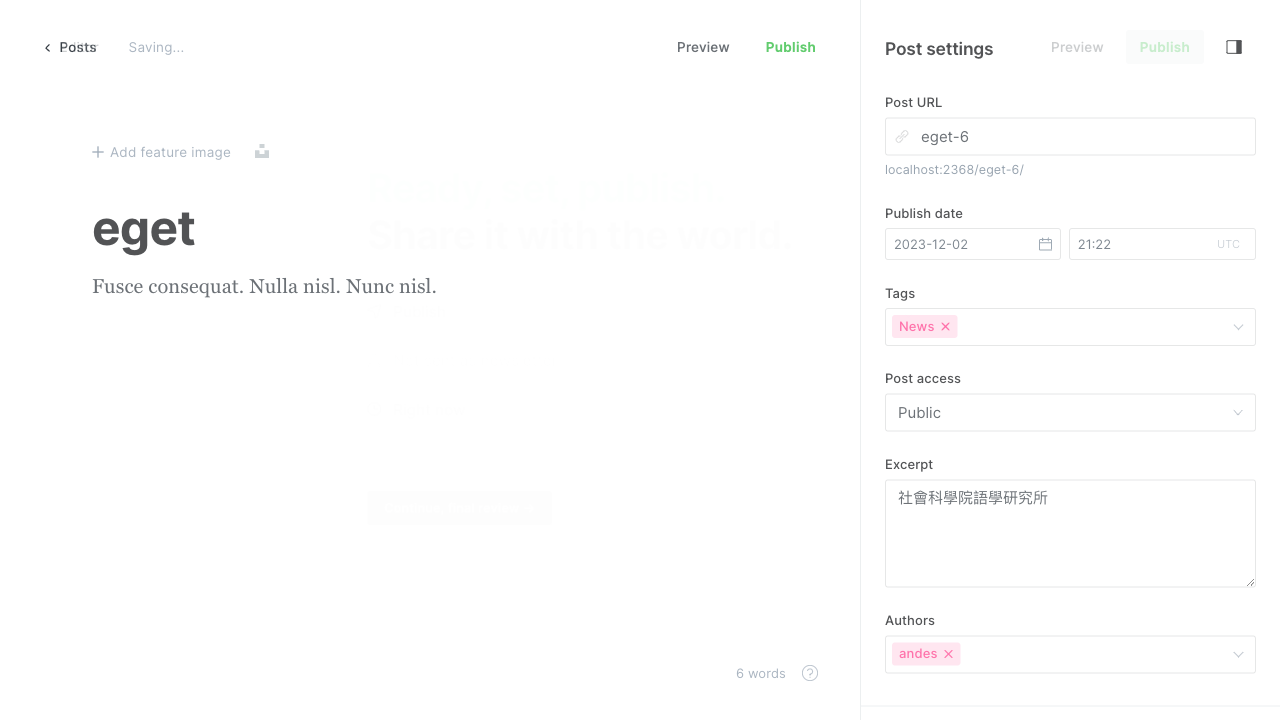 Posts
Saving...
Preview
Publish
Add feature image
Share it with the world.
eget
Fusce consequat. Nulla nisl. Nunc nisl.
6 words
Post settings
Preview
Publish
Post URL
eget-6
localhost:2368/eget-6/
Publish date
2023-12-02
21:22
UTC
Tags
News
Post access
Public
Excerpt
社會科學院語學研究所
Authors
andes